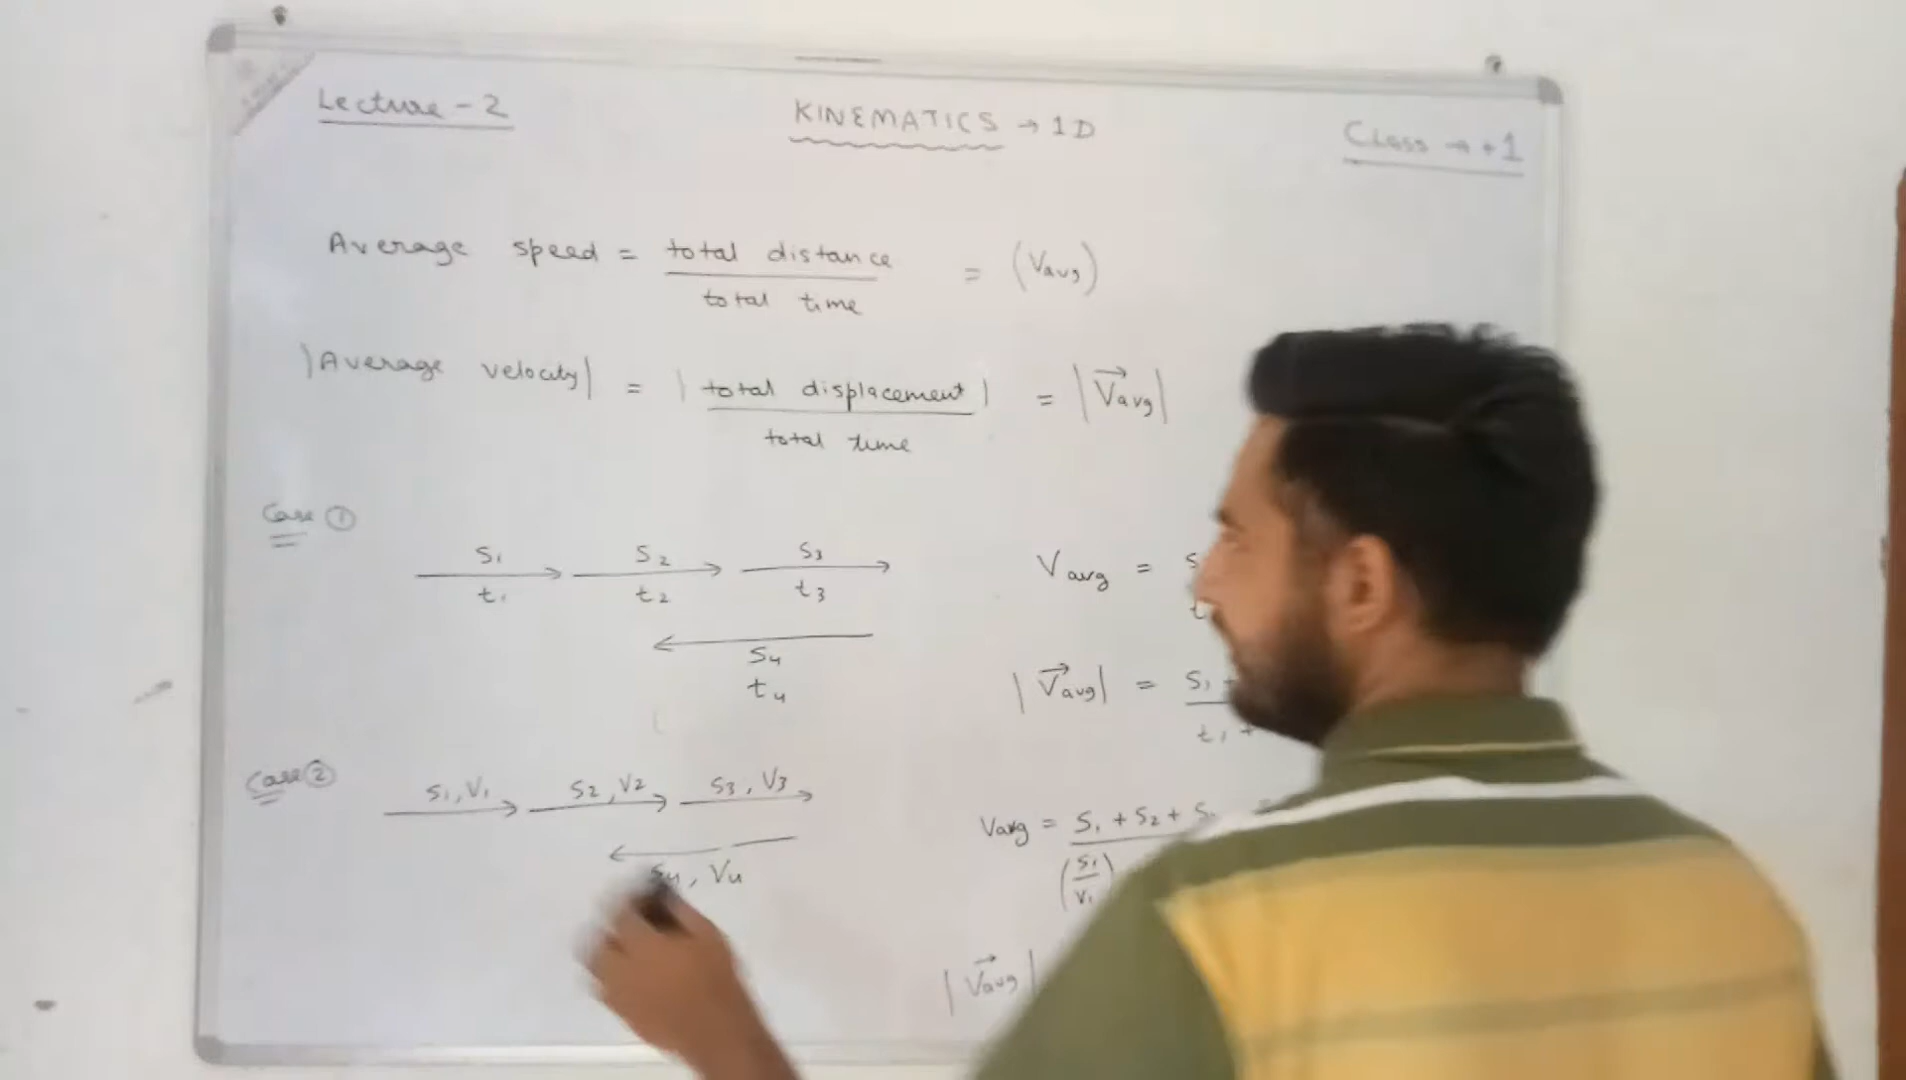 Lecture - 2
KINEMATICS → 1D
Class → +1
Average speed = total distance / total time = (Vavg)
|Average velocity| = |total displacement| / total time = |V⃗avg|
Case ①
S1 S2 S3
t1 t2 t3
S4
t4
Vavg =
|V⃗avg| = S1
t1 +
Case ②
S1, V1 S2, V2 S3, V3
S4, V4
Vavg = S1 + S2 + S
(S1/V1)
|V⃗avg|